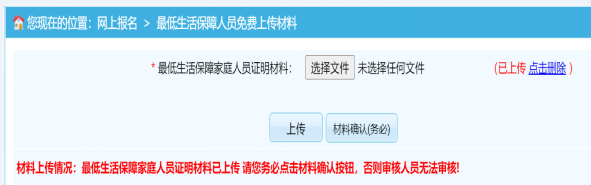 您现在的位置：网上报名 > 最低生活保障人员免费上传材料
* 最低生活保障家庭人员证明材料： 选择文件 未选择任何文件 （已上传 点击删除 ）
上传 材料确认(务必)
材料上传情况：最低生活保障家庭人员证明材料已上传 请您务必点击材料确认按钮，否则审核人员无法审核!